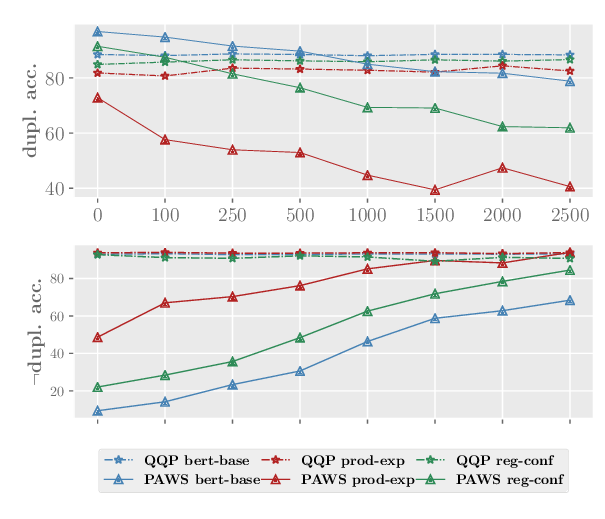 dupl. acc.
80
60
40
0 100 250 500 1000 1500 2000 2500
¬dupl. acc.
80
60
40
20
QQP bert-base QQP prod-exp QQP reg-conf
PAWS bert-base PAWS prod-exp PAWS reg-conf